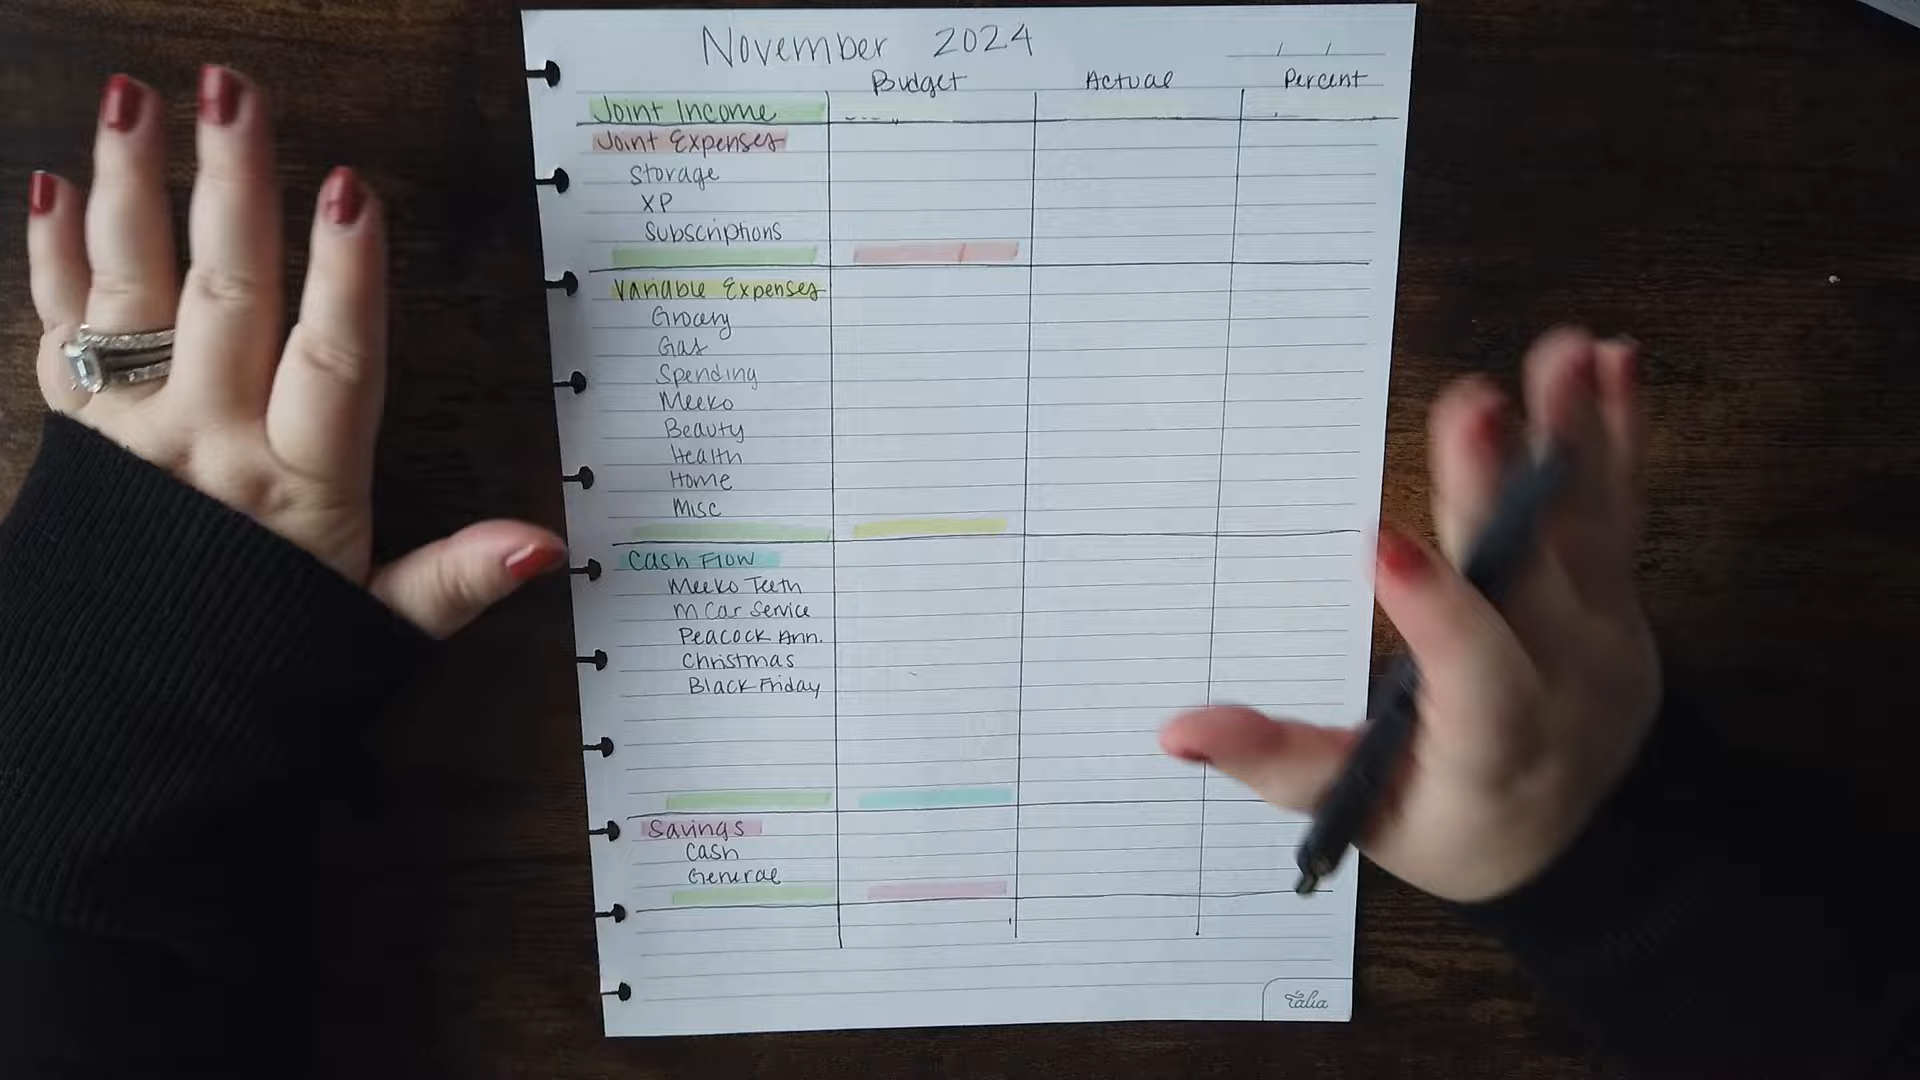 November 2024
/ /
Budget Actual Percent
Joint Income
Joint Expenses
Storage
XP
Subscriptions
Variable Expenses
Grocery
Gas
Spending
Meeko
Beauty
Health
Home
Misc
Cash Flow
Meeko Teeth
M Car Service
Peacock Ann.
Christmas
Black Friday
Savings
Cash
General
talia